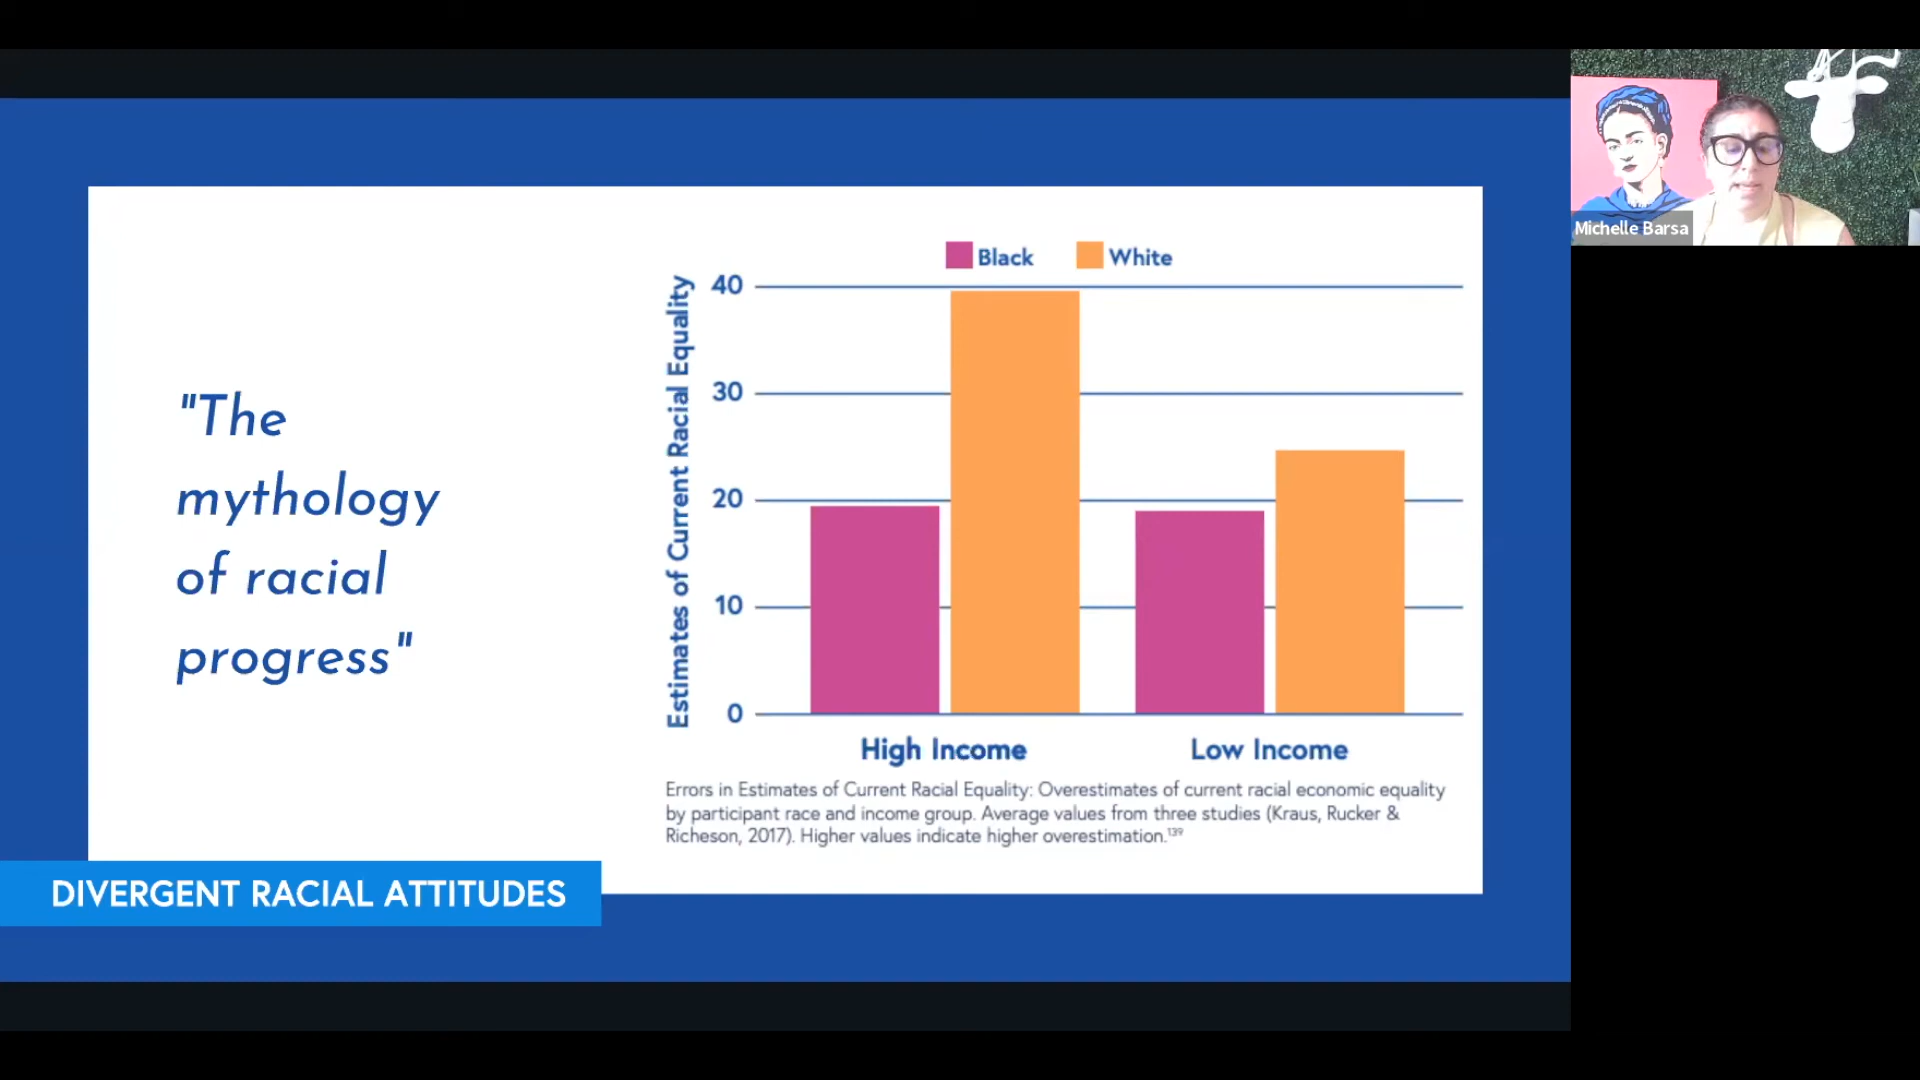 Michelle Barsa
"The
mythology
of racial
progress"
Black
White
Estimates of Current Racial Equality
40
30
20
10
0
High Income
Low Income
Errors in Estimates of Current Racial Equality: Overestimates of current racial economic equality
by participant race and income group. Average values from three studies (Kraus, Rucker &
Richeson, 2017). Higher values indicate higher overestimation.¹³⁹
DIVERGENT RACIAL ATTITUDES